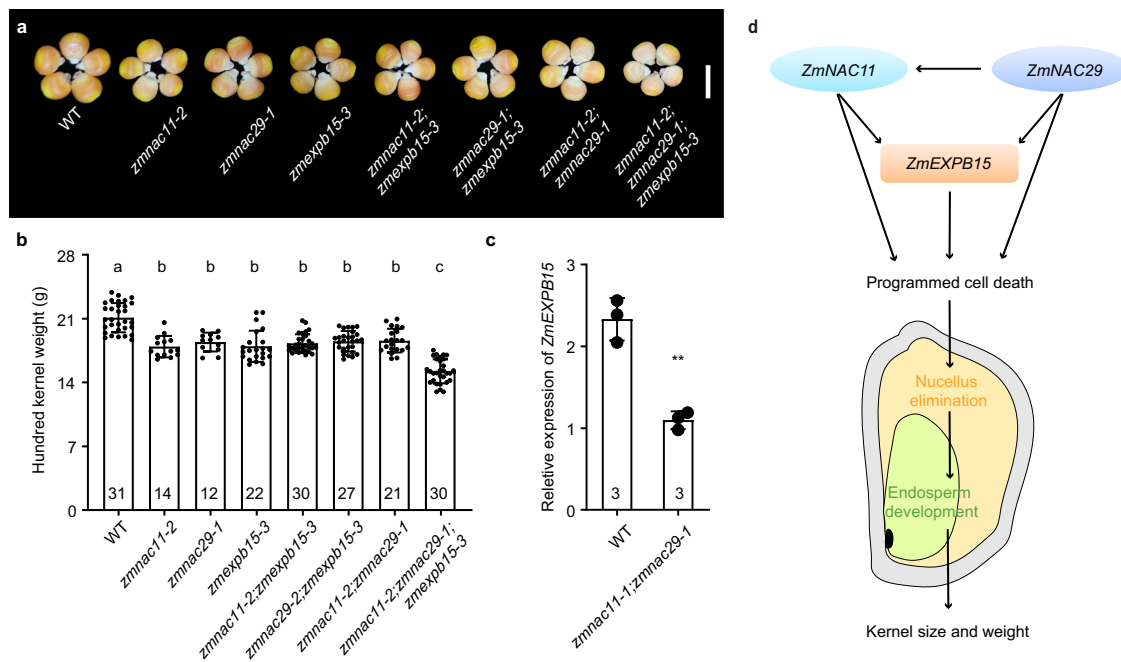 a
WT
zmnac11-2
zmnac29-1
zmexpb15-3
zmnac11-2;
zmexpb15-3
zmnac29-1;
zmexpb15-3
zmnac11-2;
zmnac29-1
zmnac11-2;
zmnac29-1;
zmexpb15-3
b
Hundred kernel weight (g)
28
21
14
7
0
a
b
b
b
b
b
b
c
31
14
12
22
30
27
21
30
WT
zmnac11-2
zmnac29-1
zmexpb15-3
zmnac11-2;zmexpb15-3
zmnac29-2;zmexpb15-3
zmnac11-2;zmnac29-1
zmnac11-2;zmnac29-1;
zmexpb15-3
c
Reletive expression of ZmEXPB15
3
2
1
0
**
3
3
WT
zmnac11-1;zmnac29-1
d
ZmNAC11
ZmNAC29
ZmEXPB15
Programmed cell death
Nucellus
elimination
Endosperm
development
Kernel size and weight